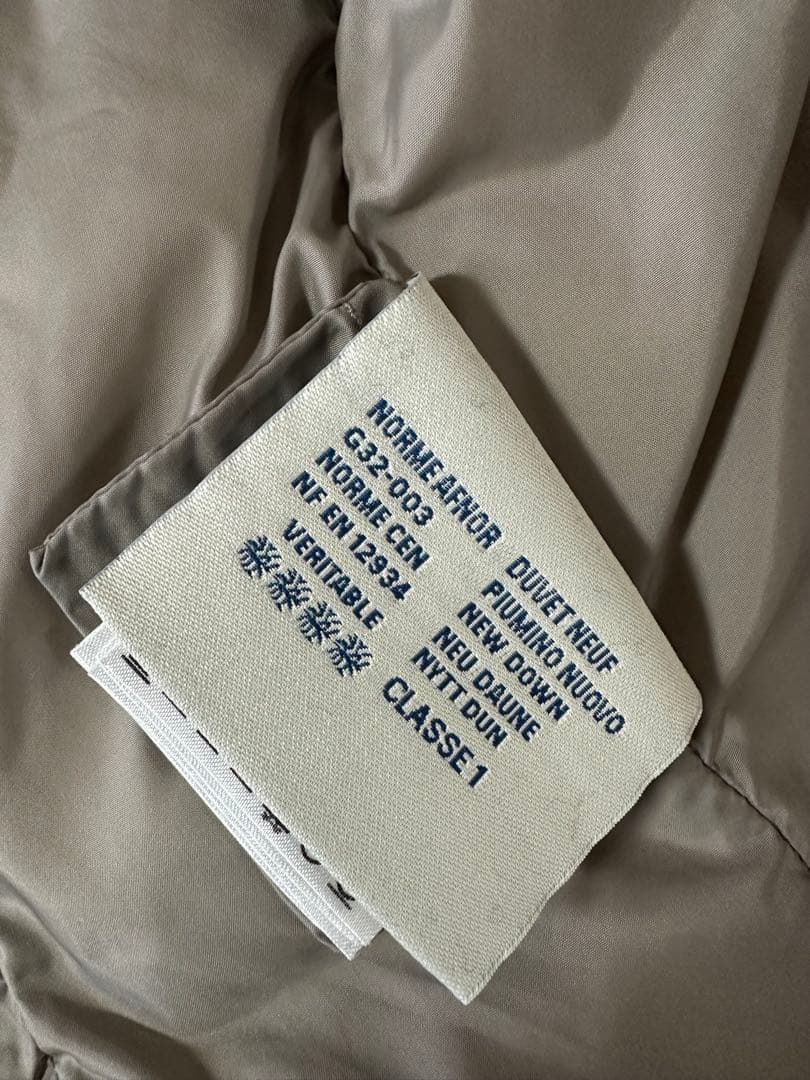 NORME AFNOR
G32-003
NORME CEN
NF EN 12934
VERITABLE
DUVET NEUF
PIUMINO NUOVO
NEW DOWN
NEU DAUNE
NYTT DUN
CLASSE 1